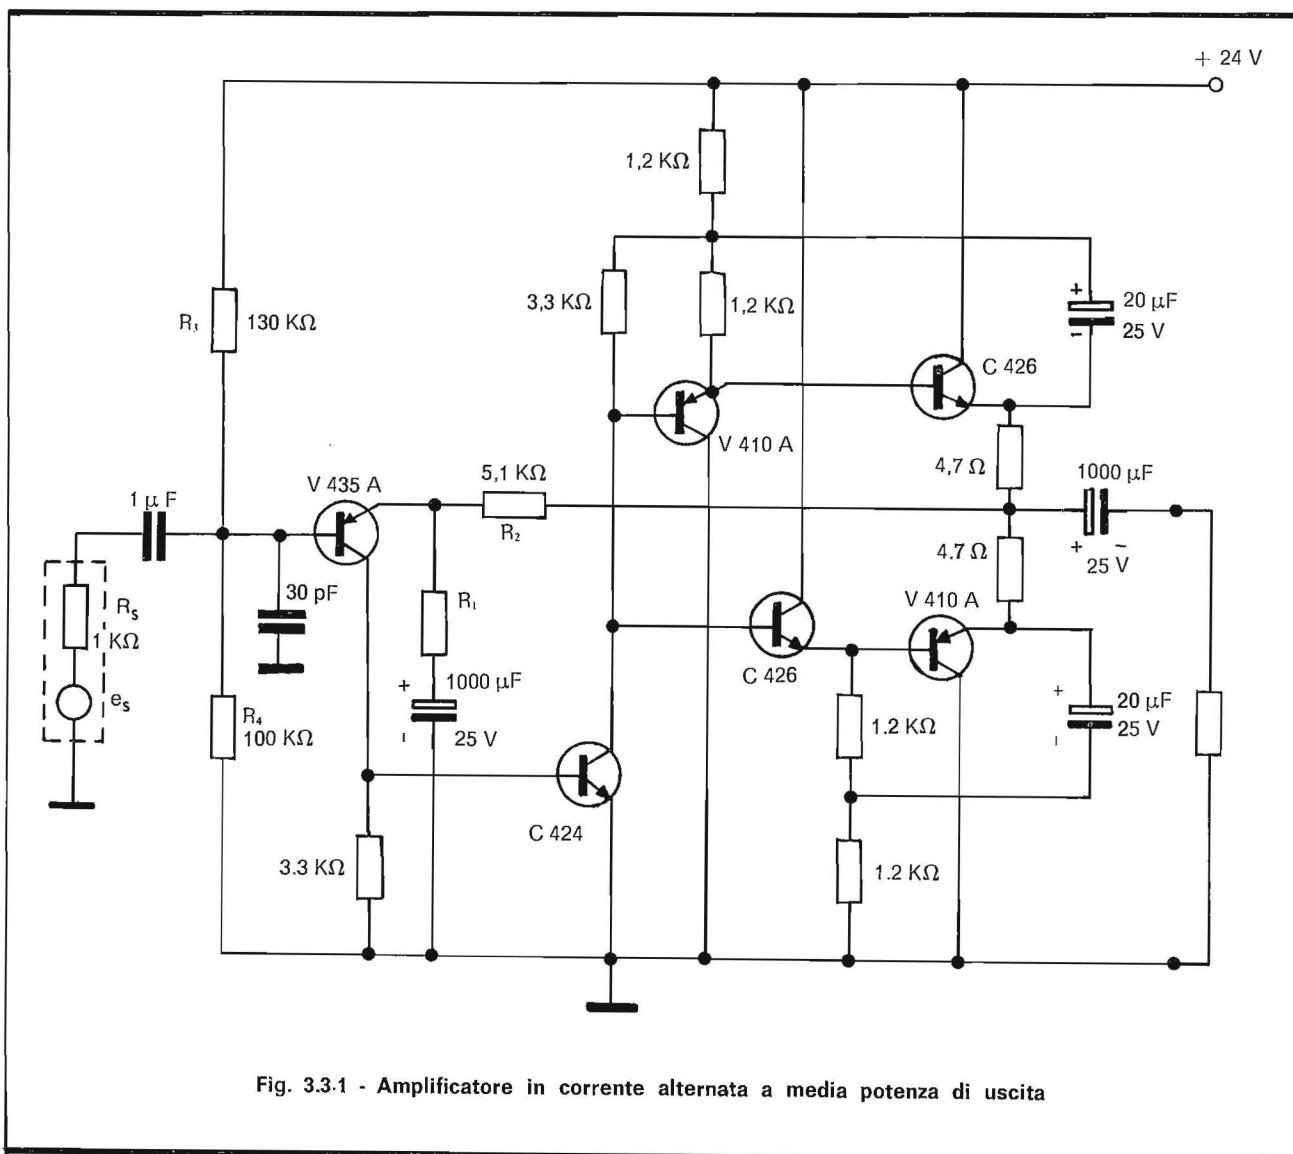 + 24 V
1,2 KΩ
3,3 KΩ
1,2 KΩ
+
-
20 µF
25 V
R₃
130 KΩ
C 426
V 410 A
4,7 Ω
1000 µF
+ -
25 V
5,1 KΩ
R₂
V 435 A
1 µ F
4.7 Ω
V 410 A
30 pF
R₁
Rs
1 KΩ
es
C 426
+
1000 µF
-
25 V
+
20 µF
25 V
-
R₄
100 KΩ
1.2 KΩ
C 424
3.3 KΩ
1.2 KΩ
Fig. 3.3-1 - Amplificatore in corrente alternata a media potenza di uscita